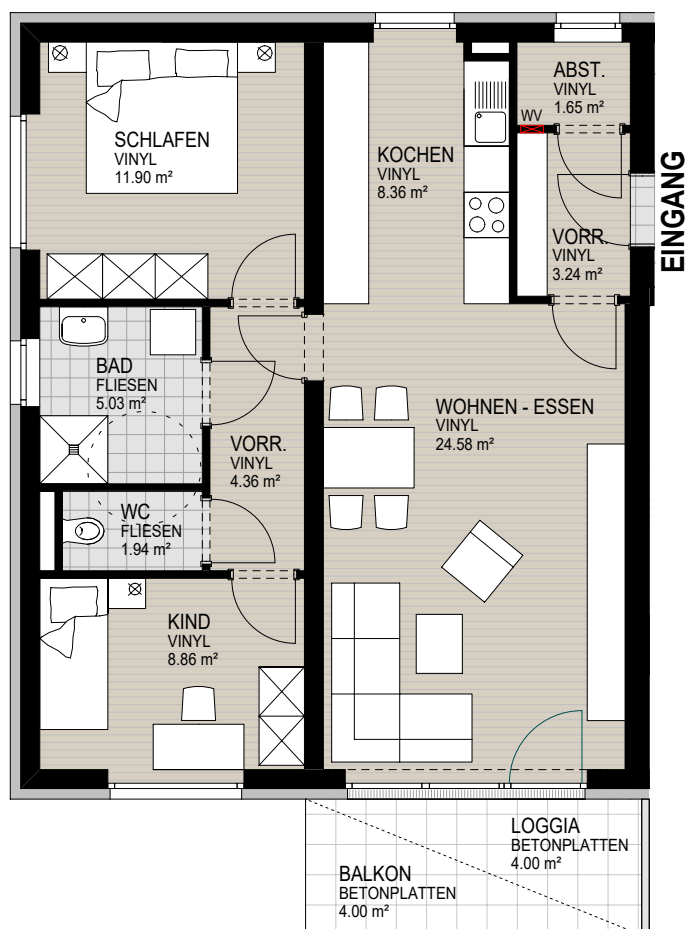 ABST.
VINYL
1.65 m²
WV
SCHLAFEN
VINYL
11.90 m²
KOCHEN
VINYL
8.36 m²
EINGANG
VORR.
VINYL
3.24 m²
BAD
FLIESEN
5.03 m²
WOHNEN - ESSEN
VINYL
24.58 m²
VORR.
VINYL
4.36 m²
WC
FLIESEN
1.94 m²
KIND
VINYL
8.86 m²
LOGGIA
BETONPLATTEN
4.00 m²
BALKON
BETONPLATTEN
4.00 m²